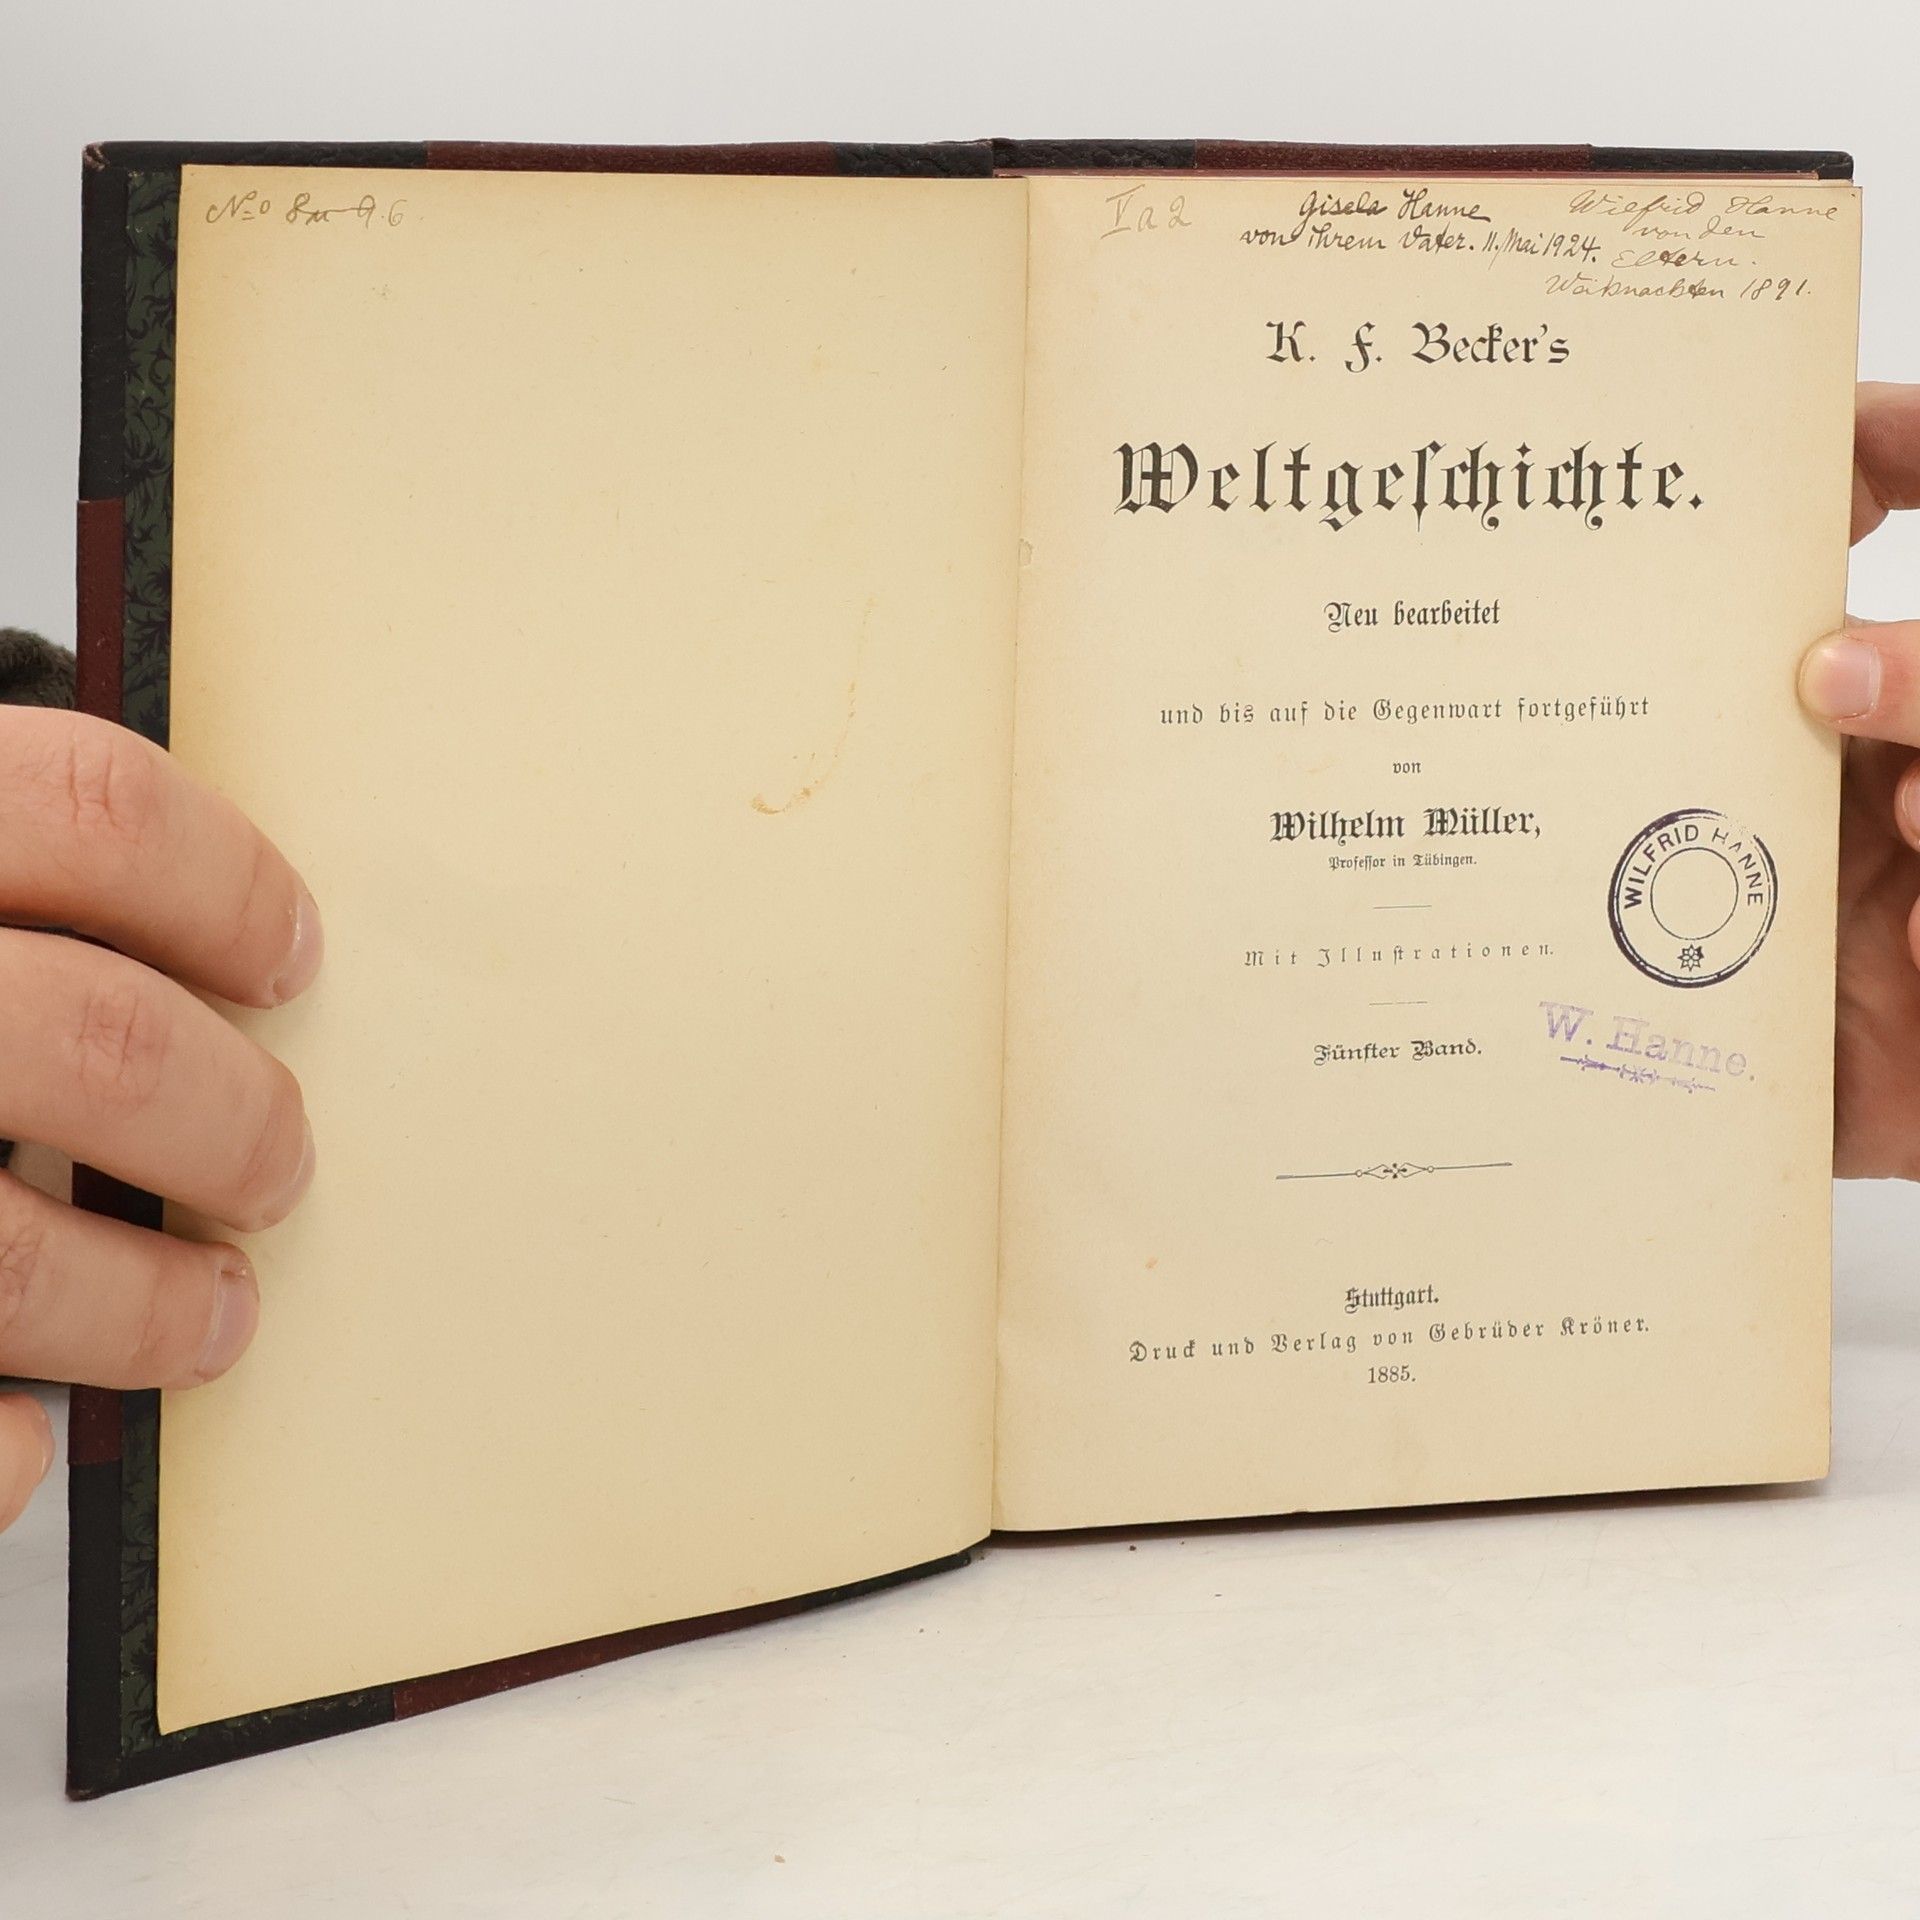 Nº 8 u 9. 6
V a 2
Gisela Hanne
von ihrem Vater. 11. Mai 1924.
Wilfrid Hanne
von den
Eltern.
Weihnachten 1891.
K. F. Becker's
Weltgeſchichte.
Neu bearbeitet
und bis auf die Gegenwart fortgeführt
von
Wilhelm Müller,
Profeſſor in Tübingen.
Mit Illuſtrationen.
WILFRID HANNE
Fünfter Band.
W. Hanne.
Stuttgart.
Druck und Verlag von Gebrüder Kröner.
1885.